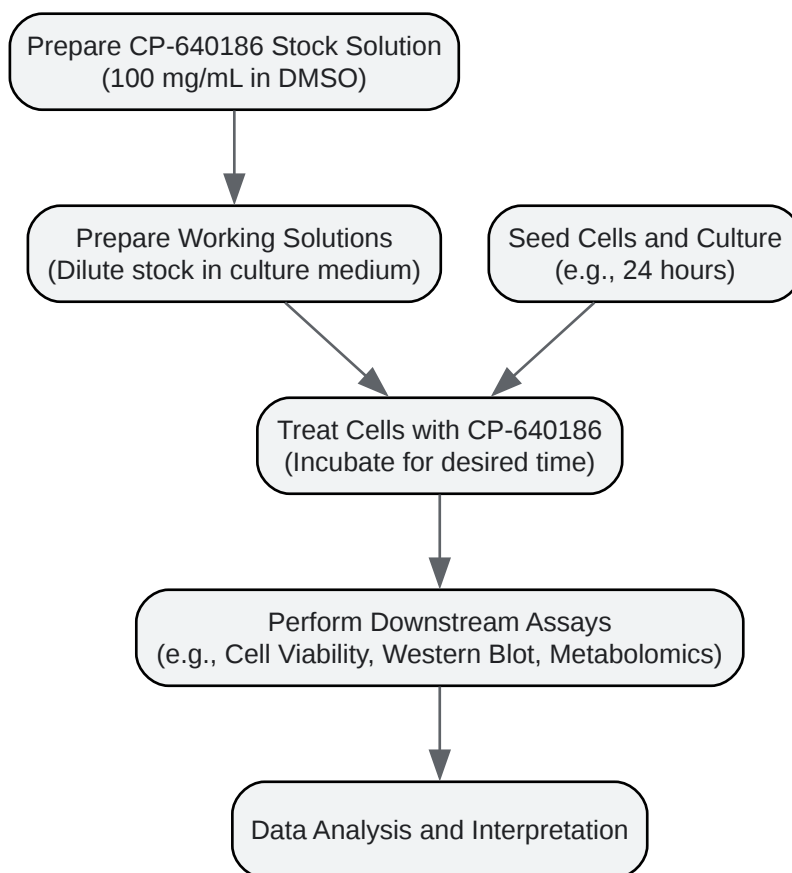 Prepare CP-640186 Stock Solution
(100 mg/mL in DMSO)
Prepare Working Solutions
(Dilute stock in culture medium)
Seed Cells and Culture
(e.g., 24 hours)
Treat Cells with CP-640186
(Incubate for desired time)
Perform Downstream Assays
(e.g., Cell Viability, Western Blot, Metabolomics)
Data Analysis and Interpretation